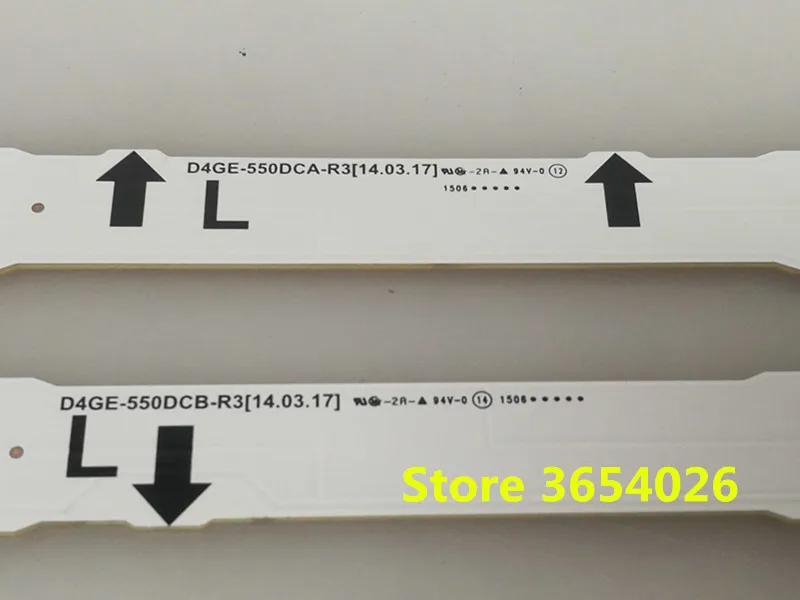 D4GE-550DCA-R3[14.03.17] -2A-▲ 94V-0 ⑫
1506•••••
L
D4GE-550DCB-R3[14.03.17] -2A-▲ 94V-0 ⑭ 1506•••••
L
Store 3654026